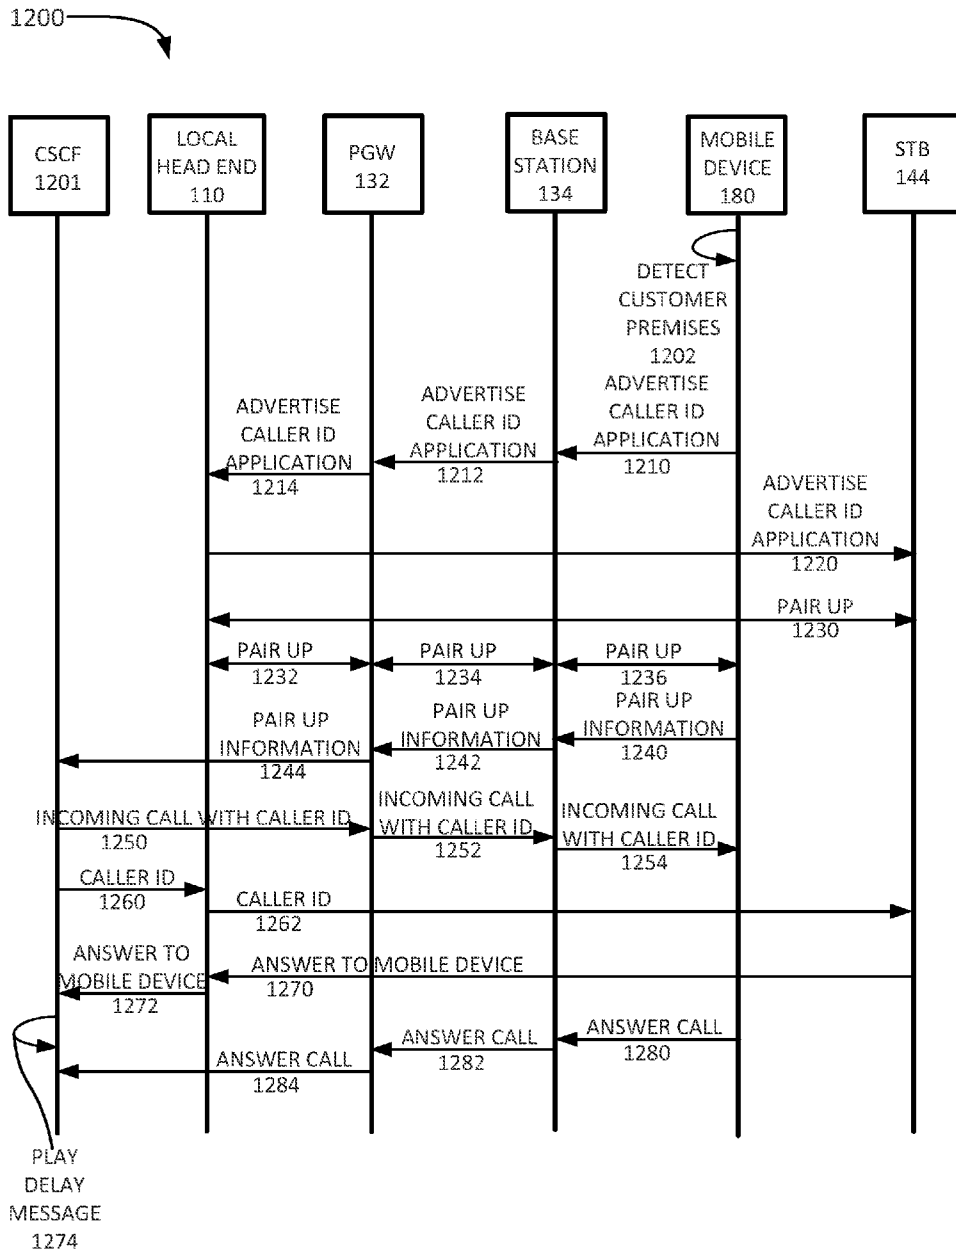 1200
CSCF
1201
LOCAL
HEAD END
110
PGW
132
BASE
STATION
134
MOBILE
DEVICE
180
STB
144
DETECT
CUSTOMER
PREMISES
1202
ADVERTISE
CALLER ID
APPLICATION
1210
ADVERTISE
CALLER ID
APPLICATION
1212
ADVERTISE
CALLER ID
APPLICATION
1214
ADVERTISE
CALLER ID
APPLICATION
1220
PAIR UP
1230
PAIR UP
1232
PAIR UP
1234
PAIR UP
1236
PAIR UP
INFORMATION
1240
PAIR UP
INFORMATION
1242
PAIR UP
INFORMATION
1244
INCOMING CALL WITH CALLER ID
1250
INCOMING CALL
WITH CALLER ID
1252
INCOMING CALL
WITH CALLER ID
1254
CALLER ID
1260
CALLER ID
1262
ANSWER TO MOBILE DEVICE
1270
ANSWER TO
MOBILE DEVICE
1272
ANSWER CALL
1280
ANSWER CALL
1282
ANSWER CALL
1284
PLAY
DELAY
MESSAGE
1274